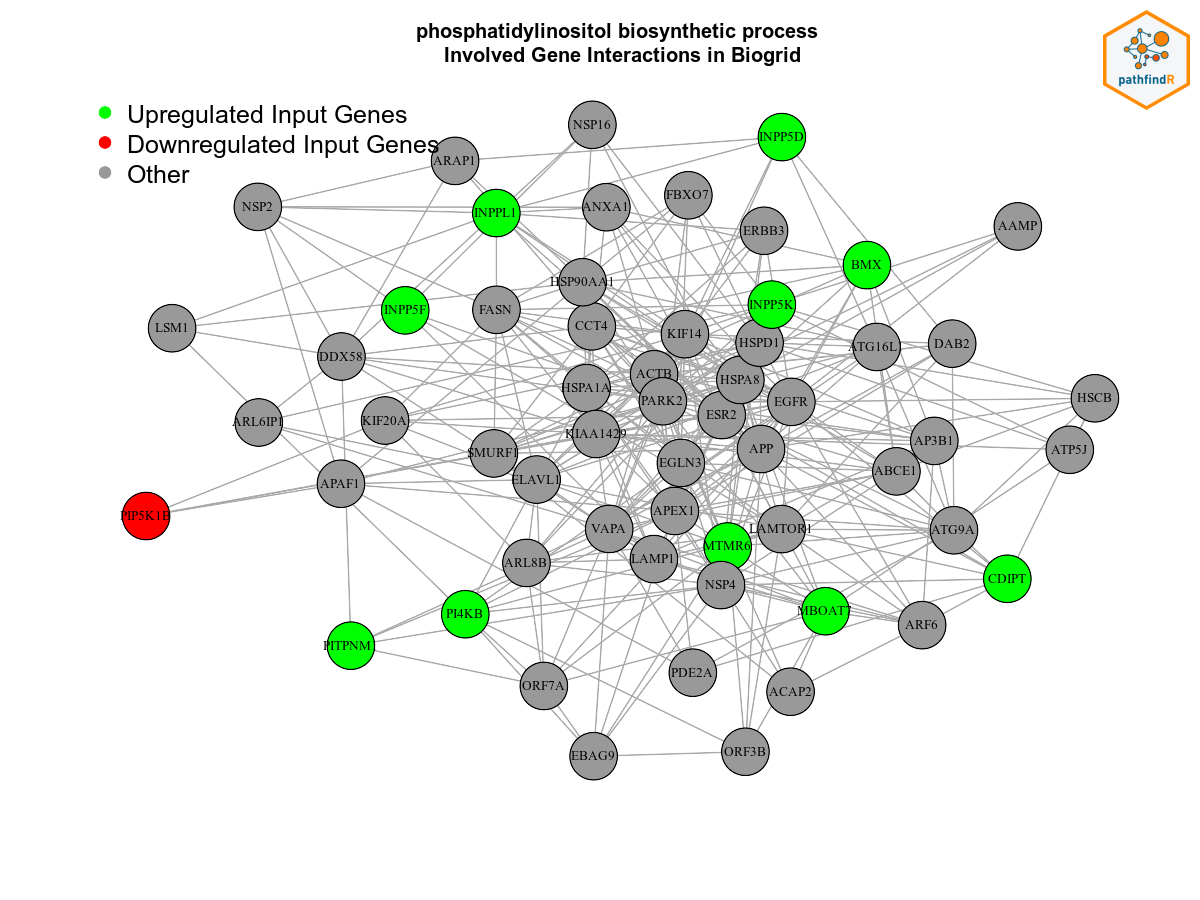 phosphatidylinositol biosynthetic process
Involved Gene Interactions in Biogrid
pathfindR
Upregulated Input Genes
Downregulated Input Genes
Other
NSP16
INPP5D
ARAP1
FBXO7
NSP2
INPPL1
ANXA1
ERBB3
AAMP
BMX
HSP90AA1
INPP5F
FASN
INPP5K
LSM1
CCT4
KIF14
HSPD1
ATG16L
DAB2
DDX58
ACTB
HSPA8
HSPA1A
PARK2
EGFR
HSCB
ARL6IP1
KIF20A
ESR2
KIAA1429
AP3B1
SMURF1
APP
ATP5J
EGLN3
ABCE1
APAF1
ELAVL1
PIP5K1B
APEX1
VAPA
LAMTOR1
ATG9A
MTMR6
LAMP1
ARL8B
CDIPT
NSP4
PI4KB
MBOAT7
ARF6
PITPNM
PDE2A
ORF7A
ACAP2
EBAG9
ORF3B